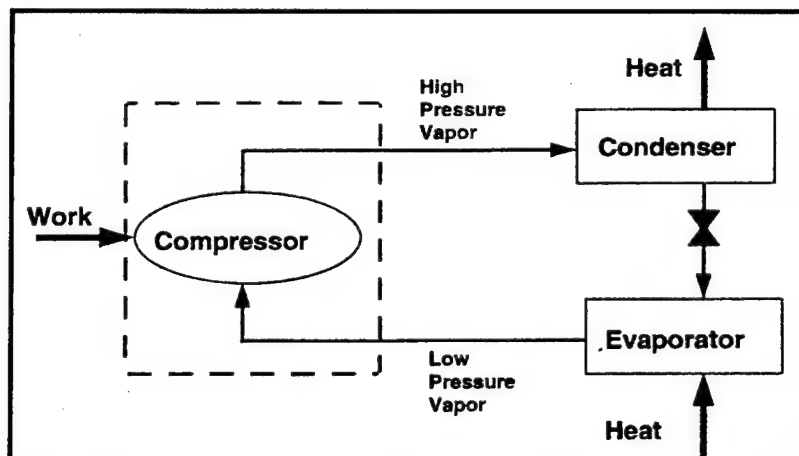 Heat
High
Pressure
Vapor
Condenser
Work
Compressor
Evaporator
Low
Pressure
Vapor
Heat